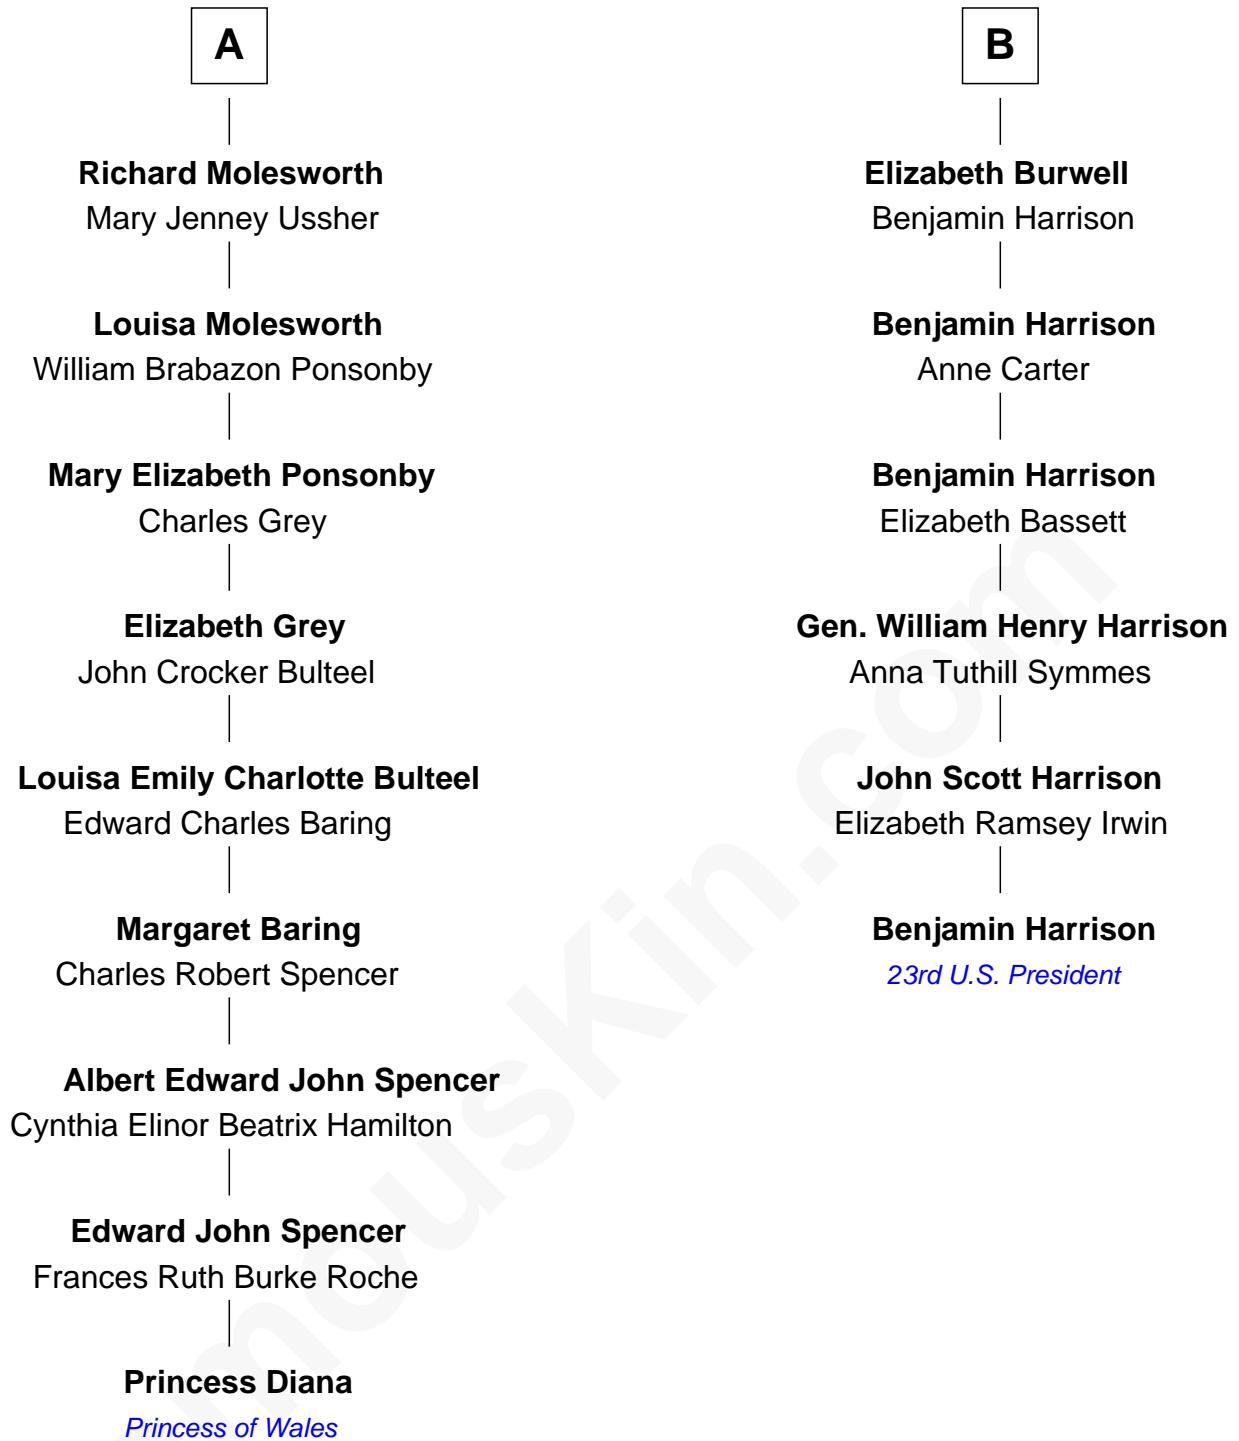 A
Richard Molesworth
Mary Jenney Ussher
Louisa Molesworth
William Brabazon Ponsonby
Mary Elizabeth Ponsonby
Charles Grey
Elizabeth Grey
John Crocker Bulteel
Louisa Emily Charlotte Bulteel
Edward Charles Baring
Margaret Baring
Charles Robert Spencer
Albert Edward John Spencer
Cynthia Elinor Beatrix Hamilton
Edward John Spencer
Frances Ruth Burke Roche
Princess Diana
Princess of Wales
B
Elizabeth Burwell
Benjamin Harrison
Benjamin Harrison
Anne Carter
Benjamin Harrison
Elizabeth Bassett
Gen. William Henry Harrison
Anna Tuthill Symmes
John Scott Harrison
Elizabeth Ramsey Irwin
Benjamin Harrison
23rd U.S. President
mousKin.com